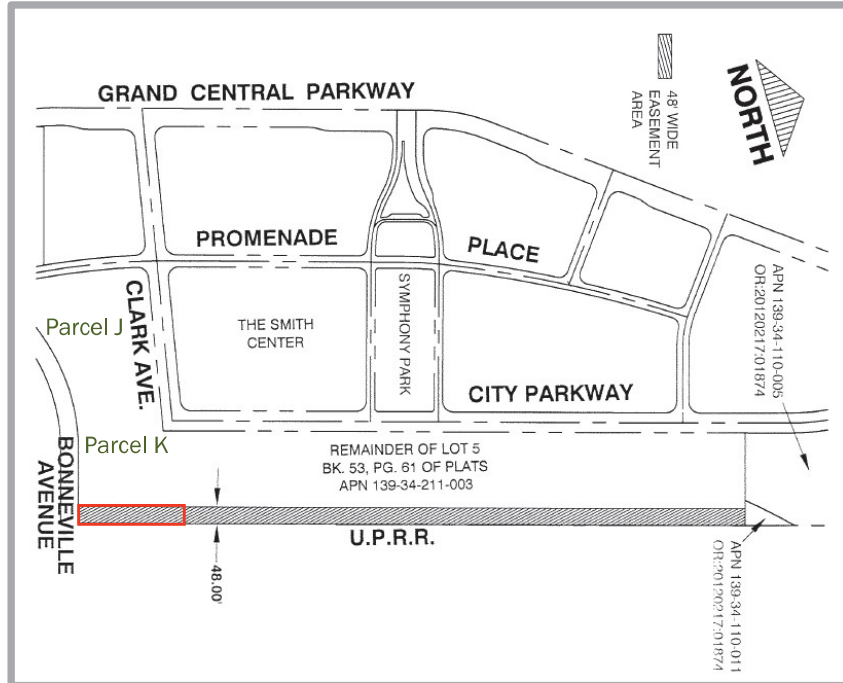 GRAND CENTRAL PARKWAY
48' WIDE
EASEMENT
AREA
NORTH
PROMENADE
PLACE
APN 139-34-110-005
OR:20120217:01874
CLARK AVE.
Parcel J
THE SMITH
CENTER
SYMPHONY PARK
CITY PARKWAY
Parcel K
BONNEVILLE
AVENUE
REMAINDER OF LOT 5
BK. 53, PG. 61 OF PLATS
APN 139-34-211-003
U.P.R.R.
48.00'
APN 139-34-110-011
OR:20120217:01874